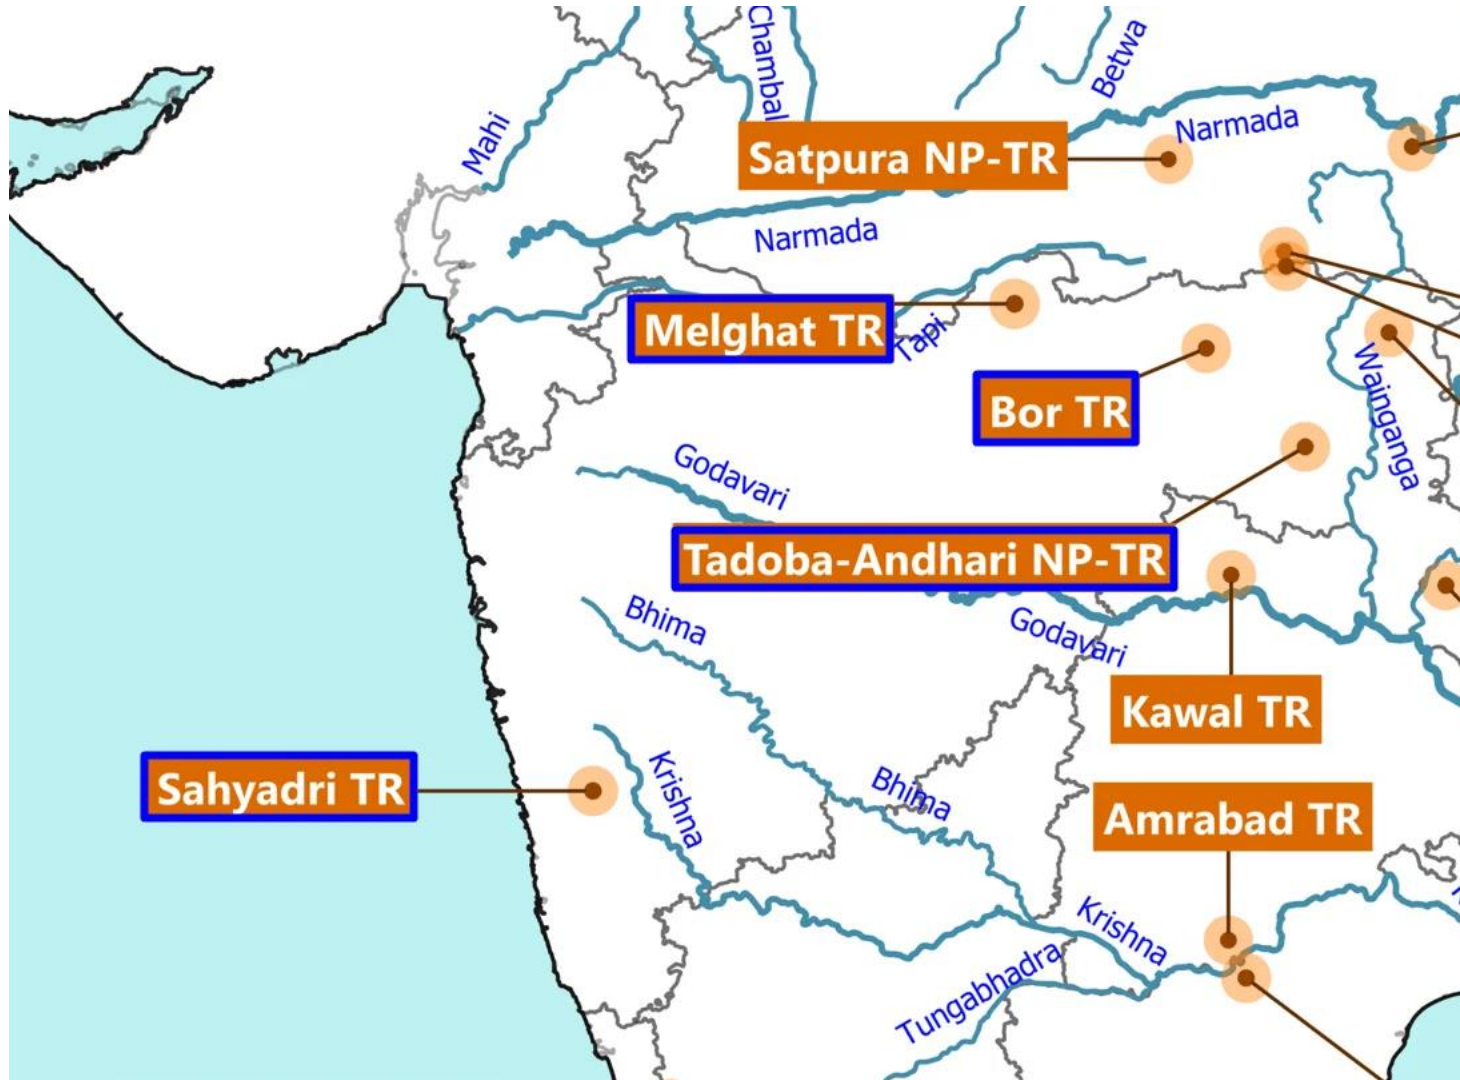 Chambal
Betwa
Mahi
Narmada
Satpura NP-TR
Narmada
Melghat TR
Tapi
Bor TR
Wainganga
Godavari
Tadoba-Andhari NP-TR
Bhima
Godavari
Kawal TR
Sahyadri TR
Krishna
Bhima
Amrabad TR
Krishna
Tungabhadra